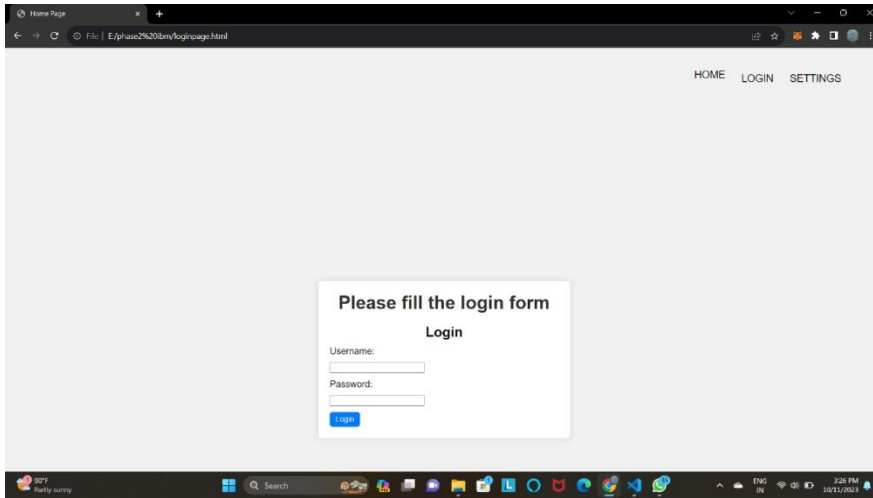 Home Page
File | E:/phase2%20ibm/loginpage.html
HOME LOGIN SETTINGS
Please fill the login form
Login
Username:
Password:
Login
90°F
Partly sunny
Search
ENG
IN
3:26 PM
10/11/2023